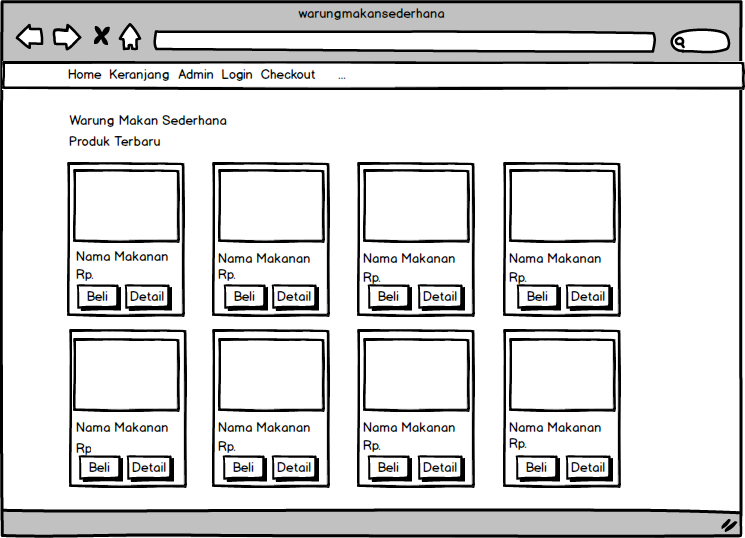 warungmakansederhana
Home Keranjang Admin Login Checkout ...
Warung Makan Sederhana
Produk Terbaru
Nama Makanan
Rp.
Beli Detail
Nama Makanan
Rp.
Beli Detail
Nama Makanan
Rp.
Beli Detail
Nama Makanan
Rp.
Beli Detail
Nama Makanan
Rp
Beli Detail
Nama Makanan
Rp.
Beli Detail
Nama Makanan
Rp.
Beli Detail
Nama Makanan
Rp.
Beli Detail